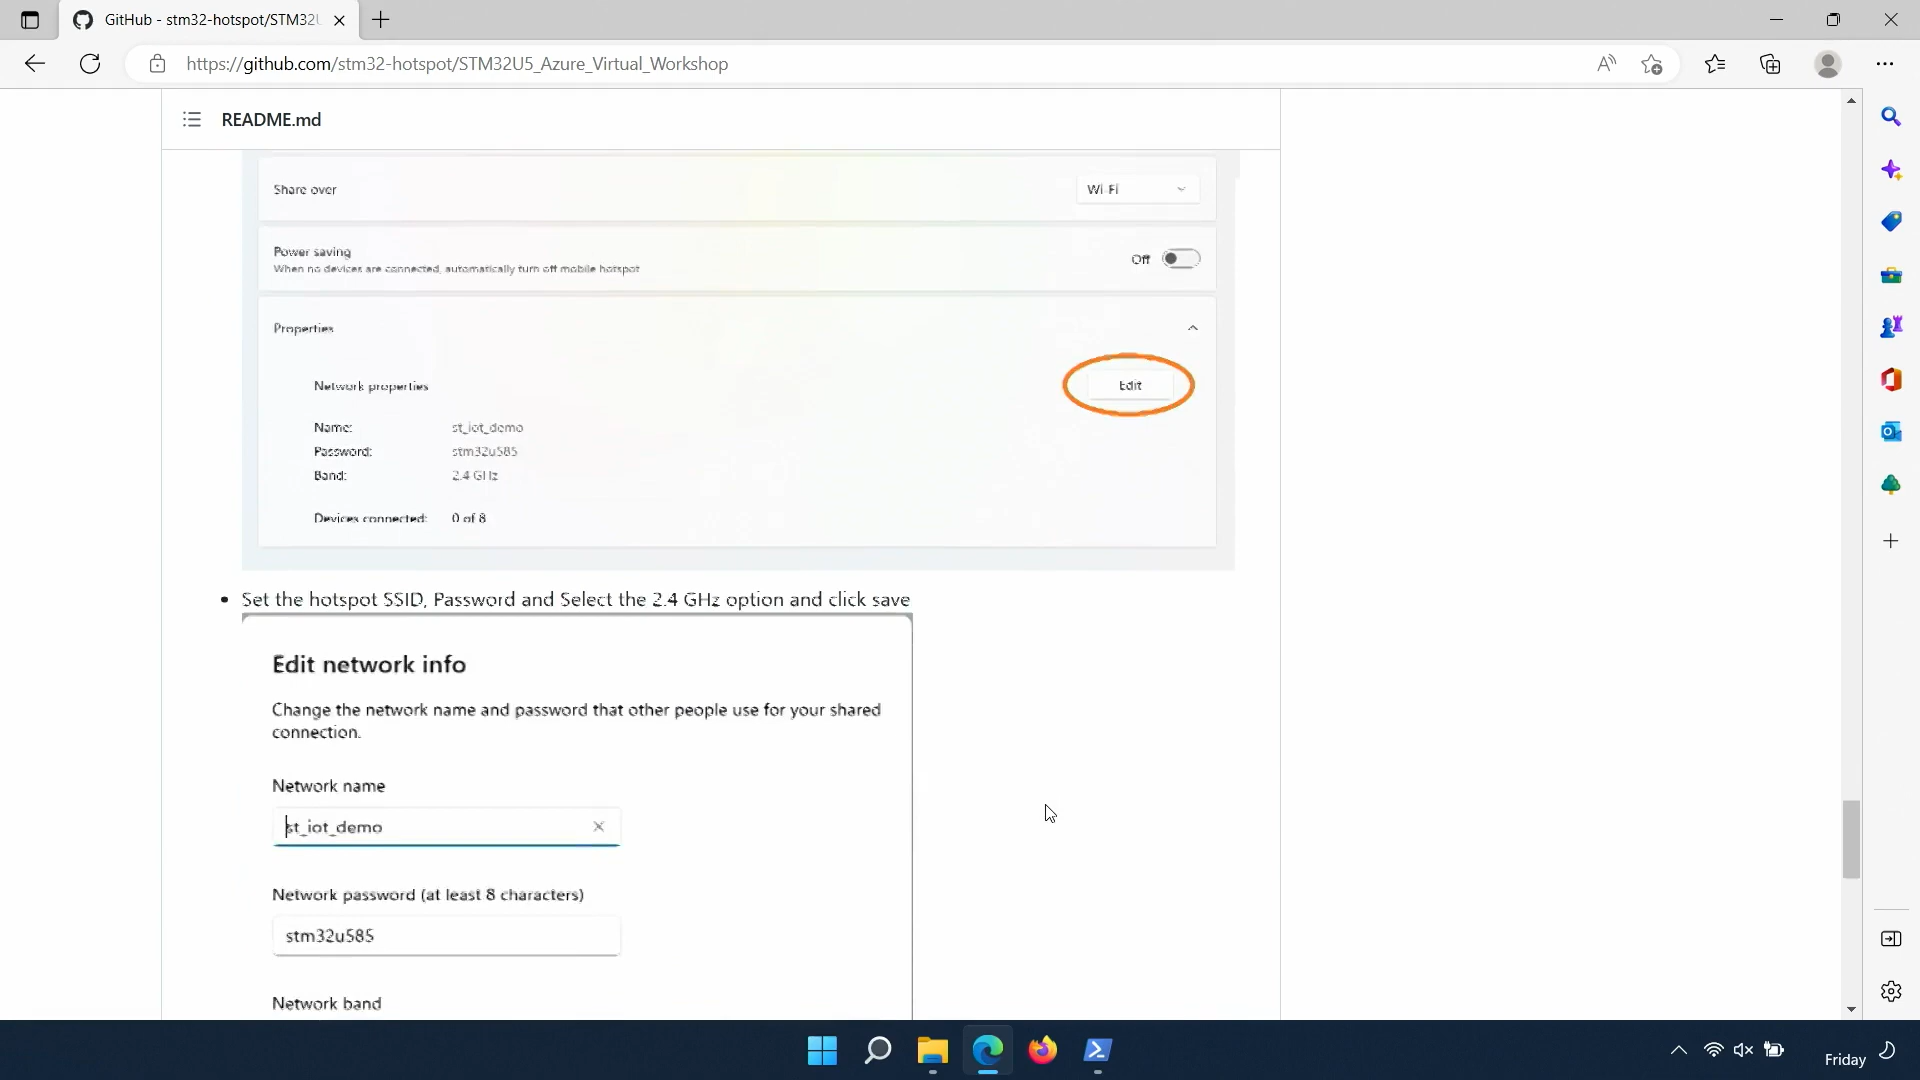 GitHub - stm32-hotspot/STM32U
https://github.com/stm32-hotspot/STM32U5_Azure_Virtual_Workshop
README.md
Share over
Wi-Fi
Power saving
When no devices are connected, automatically turn off mobile hotspot
Off
Properties
Network properties
Edit
Name: st_iot_demo
Password: stm32u585
Band: 2.4 GHz
Devices connected: 0 of 8
• Set the hotspot SSID, Password and Select the 2.4 GHz option and click save
Edit network info
Change the network name and password that other people use for your shared
connection.
Network name
st_iot_demo
Network password (at least 8 characters)
stm32u585
Network band
Friday